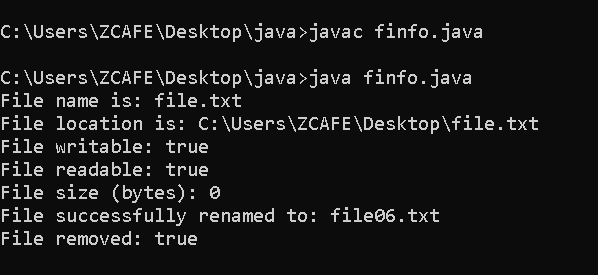 C:\Users\ZCAFE\Desktop\java>javac finfo.java
C:\Users\ZCAFE\Desktop\java>java finfo.java
File name is: file.txt
File location is: C:\Users\ZCAFE\Desktop\file.txt
File writable: true
File readable: true
File size (bytes): 0
File successfully renamed to: file06.txt
File removed: true